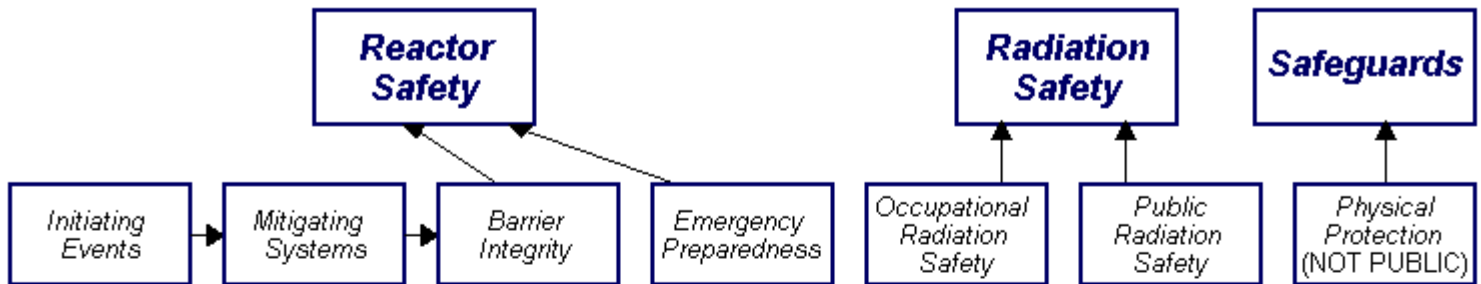 Reactor
Safety
Radiation
Safety
Safeguards
Initiating
Events
Mitigating
Systems
Barrier
Integrity
Emergency
Preparedness
Occupational
Radiation
Safety
Public
Radiation
Safety
Physical
Protection
(NOT PUBLIC)